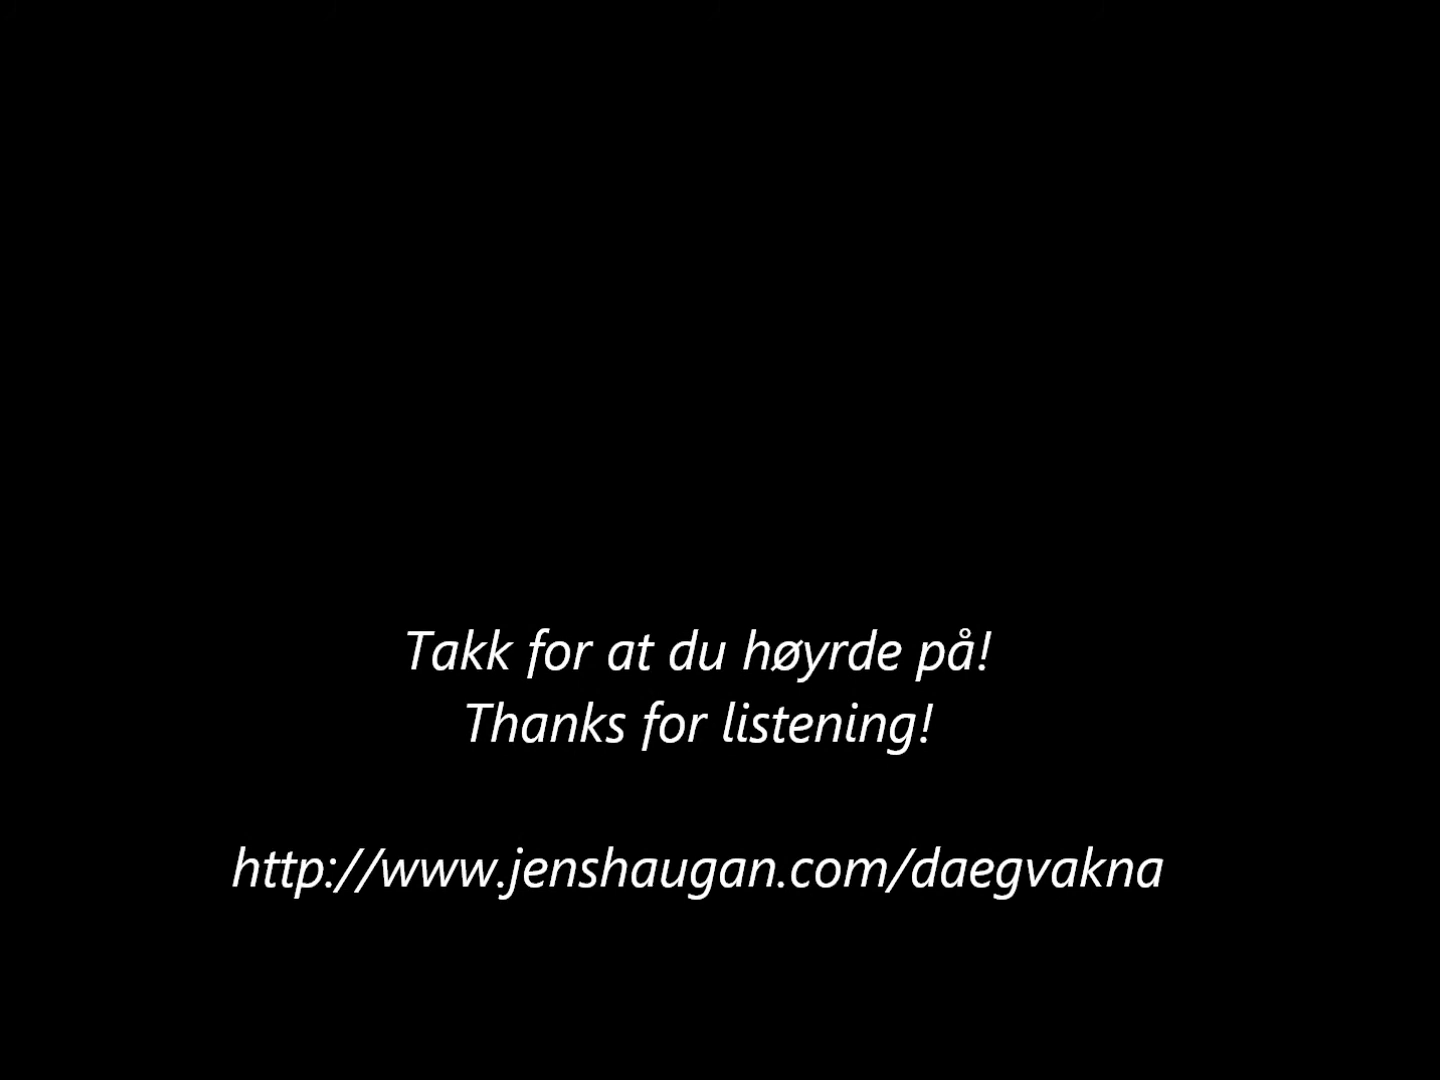 Takk for at du høyrde på!
Thanks for listening!
http://www.jenshaugan.com/daegvakna